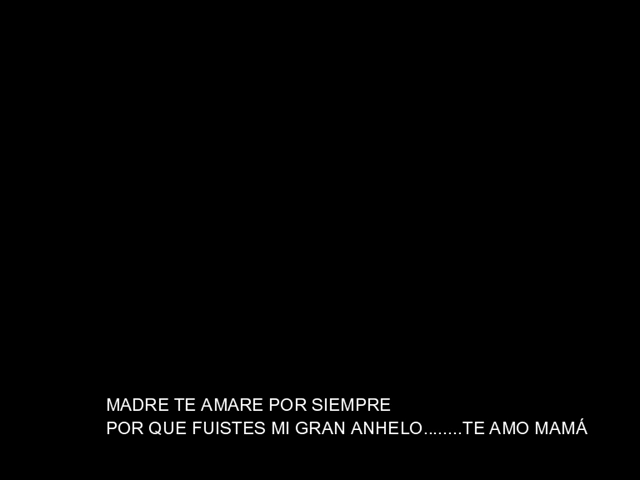 MADRE TE AMARE POR SIEMPRE
POR QUE FUISTES MI GRAN ANHELO........TE AMO MAMÁ